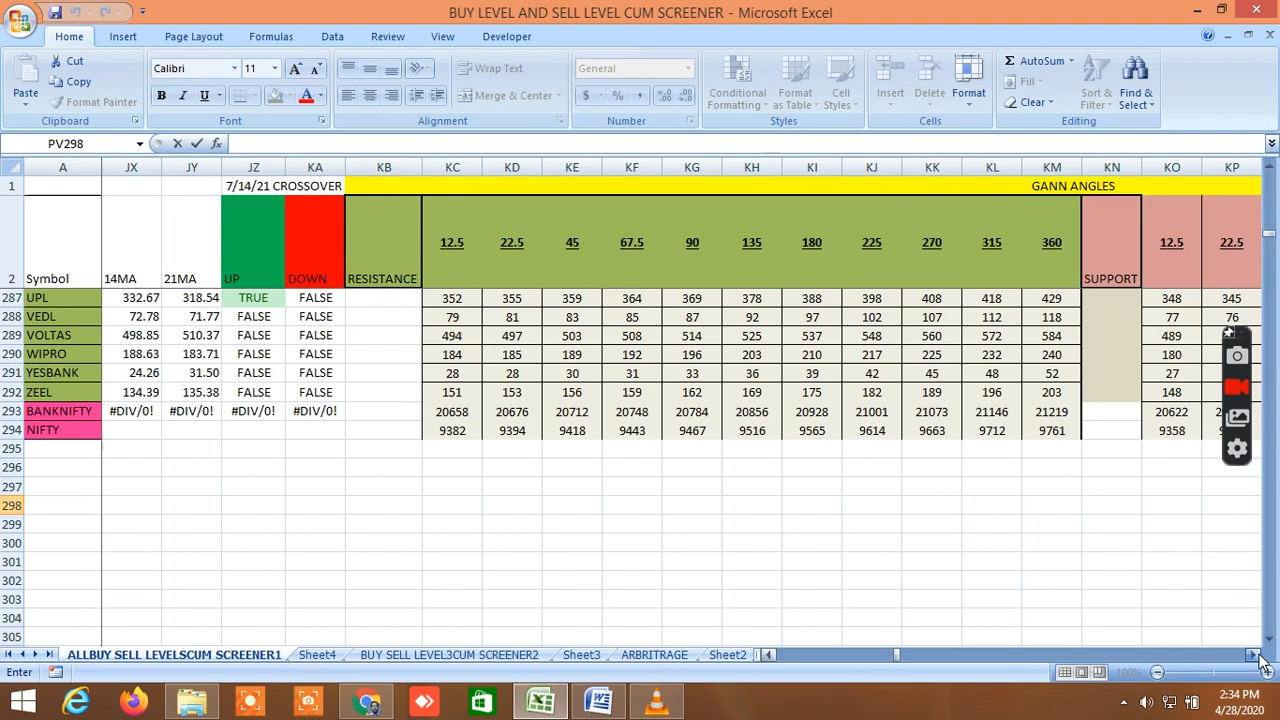 BUY LEVEL AND SELL LEVEL CUM SCREENER - Microsoft Excel
Home Insert Page Layout Formulas Data Review View Developer
Paste Cut Copy Format Painter Clipboard
Calibri 11 B I U A A A Font
Wrap Text Merge & Center Alignment
General $ % , .0 .00 .00 .0 Number
Conditional Formatting Format as Table Cell Styles Styles
Insert Delete Format Cells
Σ AutoSum Fill Clear Sort & Filter Find & Select Editing
PV298 fx
A JX JY JZ KA KB KC KD KE KF KG KH KI KJ KK KL KM KN KO KP
1 7/14/21 CROSSOVER GANN ANGLES
2 Symbol 14MA 21MA UP DOWN RESISTANCE 12.5 22.5 45 67.5 90 135 180 225 270 315 360 SUPPORT 12.5 22.5
287 UPL 332.67 318.54 TRUE FALSE 352 355 359 364 369 378 388 398 408 418 429 348 345
288 VEDL 72.78 71.77 FALSE FALSE 79 81 83 85 87 92 97 102 107 112 118 77 76
289 VOLTAS 498.85 510.37 FALSE FALSE 494 497 503 508 514 525 537 548 560 572 584 489
290 WIPRO 188.63 183.71 FALSE FALSE 184 185 189 192 196 203 210 217 225 232 240 180
291 YESBANK 24.26 31.50 FALSE FALSE 28 28 30 31 33 36 39 42 45 48 52 27
292 ZEEL 134.39 135.38 FALSE FALSE 151 153 156 159 162 169 175 182 189 196 203 148
293 BANKNIFTY #DIV/0! #DIV/0! #DIV/0! #DIV/0! 20658 20676 20712 20748 20784 20856 20928 21001 21073 21146 21219 20622
294 NIFTY 9382 9394 9418 9443 9467 9516 9565 9614 9663 9712 9761 9358
295
296
297
298
299
300
301
302
303
304
305
ALLBUY SELL LEVELSCUM SCREENER1 Sheet4 BUY SELL LEVEL3CUM SCREENER2 Sheet3 ARBITRAGE Sheet2
Enter 100%
2:34 PM
4/28/2020